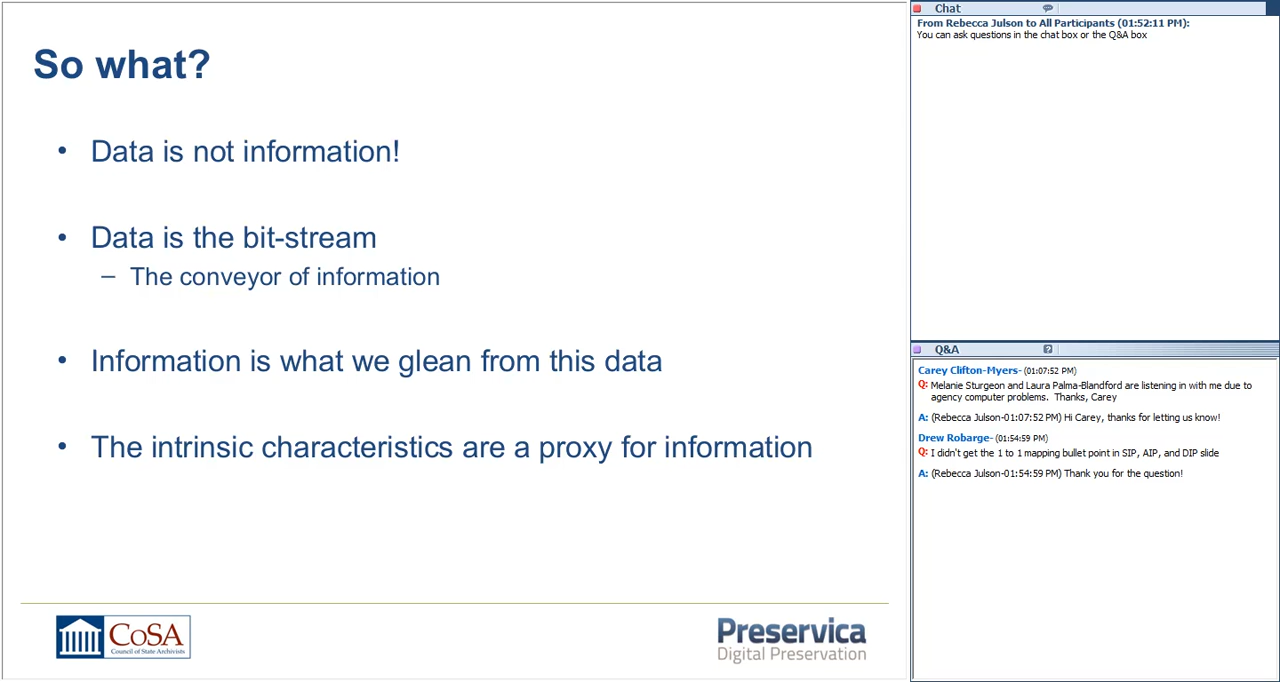 So what?
• Data is not information!
• Data is the bit-stream
– The conveyor of information
• Information is what we glean from this data
• The intrinsic characteristics are a proxy for information
CoSA
Council of State Archivists
Preservica
Digital Preservation
Chat
From Rebecca Julson to All Participants (01:52:11 PM):
You can ask questions in the chat box or the Q&A box
Q&A
Carey Clifton-Myers- (01:07:52 PM)
Q: Melanie Sturgeon and Laura Palma-Blandford are listening in with me due to
agency computer problems. Thanks, Carey
A: (Rebecca Julson-01:07:52 PM) Hi Carey, thanks for letting us know!
Drew Robarge- (01:54:59 PM)
Q: I didn't get the 1 to 1 mapping bullet point in SIP, AIP, and DIP slide
A: (Rebecca Julson-01:54:59 PM) Thank you for the question!